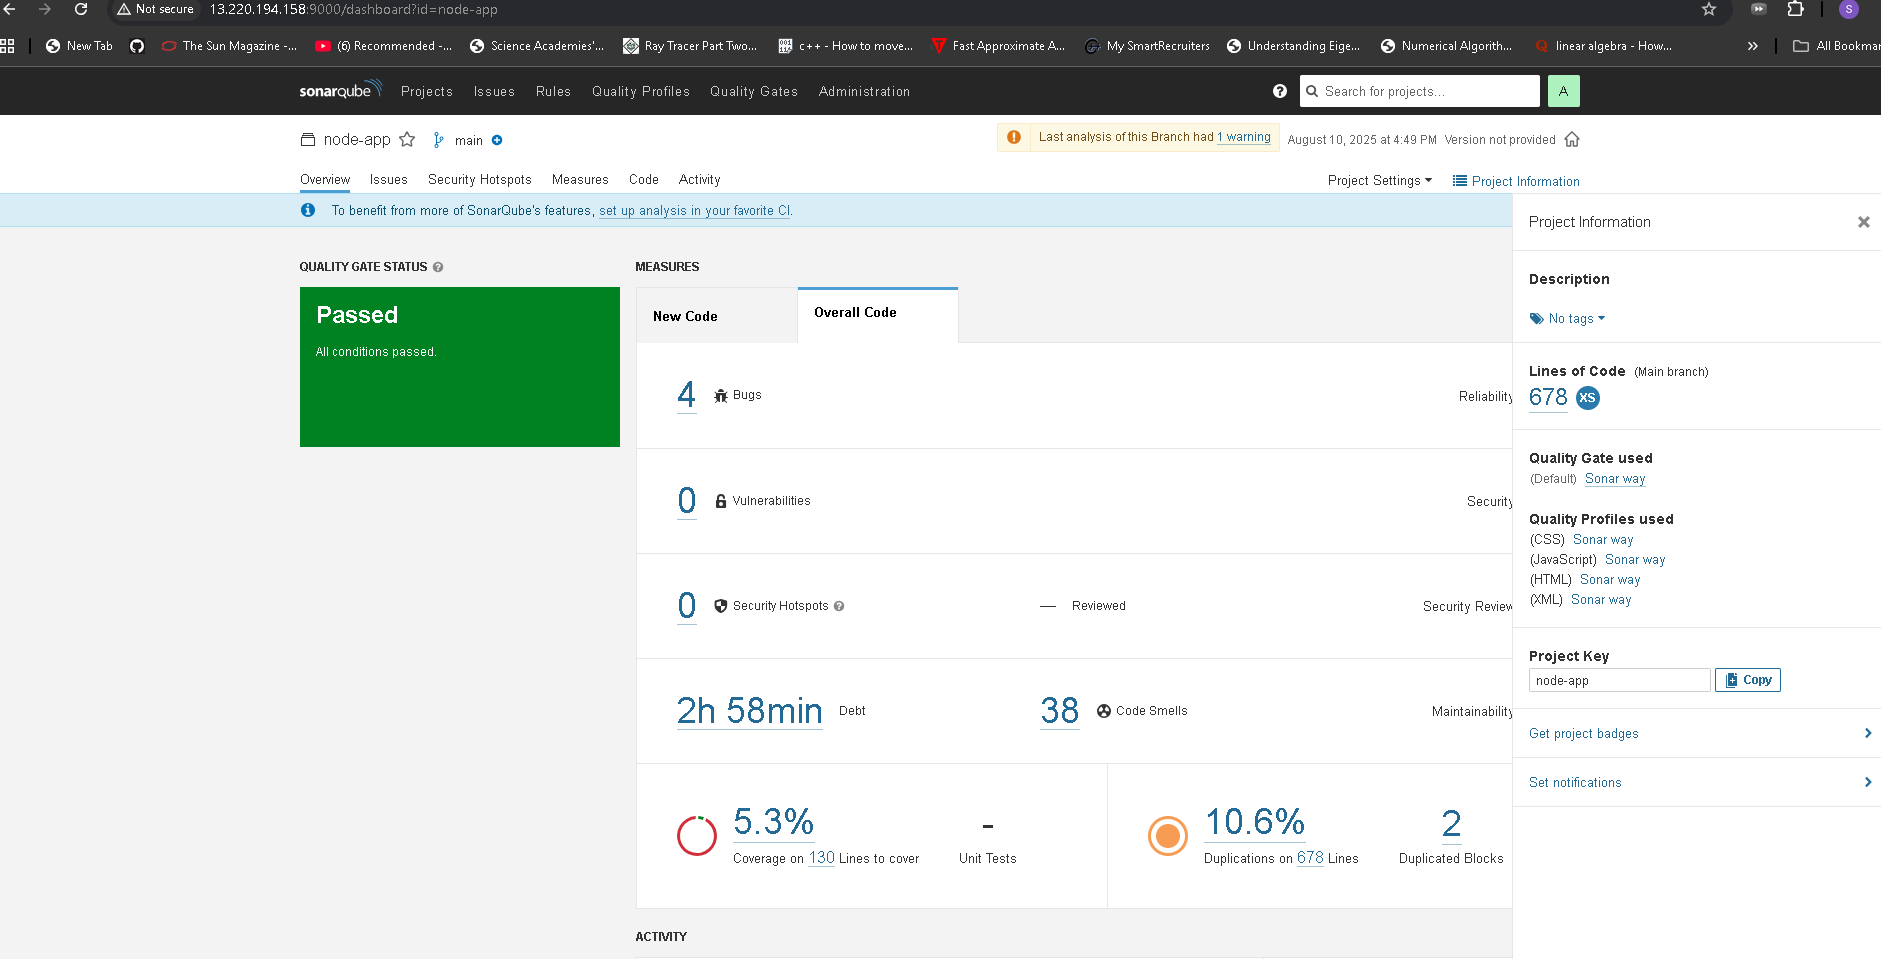 Not secure 13.220.194.158:9000/dashboard?id=node-app S
New Tab The Sun Magazine -... (6) Recommended -... Science Academies'... Ray Tracer Part Two... c++ - How to move... Fast Approximate A... My SmartRecruiters Understanding Eige... Numerical Algorith... linear algebra - How... » All Bookmar
sonarqube Projects Issues Rules Quality Profiles Quality Gates Administration Search for projects... A
node-app main Last analysis of this Branch had 1 warning August 10, 2025 at 4:49 PM Version not provided
Overview Issues Security Hotspots Measures Code Activity Project Settings Project Information
To benefit from more of SonarQube's features, set up analysis in your favorite CI.
QUALITY GATE STATUS
Passed
All conditions passed.
MEASURES
New Code Overall Code
4 Bugs Reliability
0 Vulnerabilities Security
0 Security Hotspots — Reviewed Security Review
2h 58min Debt 38 Code Smells Maintainability
5.3% - 10.6% 2
Coverage on 130 Lines to cover Unit Tests Duplications on 678 Lines Duplicated Blocks
ACTIVITY
Project Information
Description
No tags
Lines of Code (Main branch)
678 XS
Quality Gate used
(Default) Sonar way
Quality Profiles used
(CSS) Sonar way
(JavaScript) Sonar way
(HTML) Sonar way
(XML) Sonar way
Project Key
node-app Copy
Get project badges
Set notifications